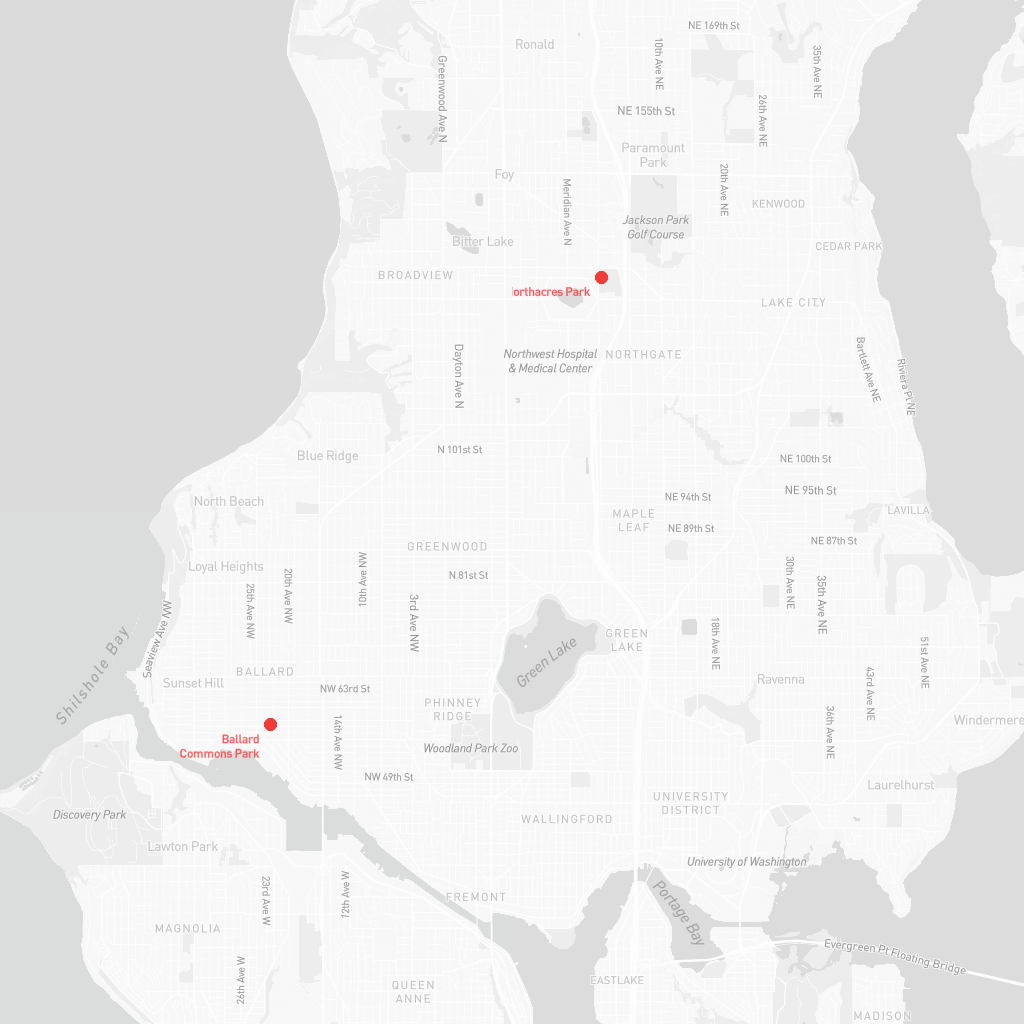 NE 169th St
Ronald
10th Ave NE
35th Ave NE
Greenwood Ave N
26th Ave NE
NE 155th St
Paramount
Park
Foy
Meridian Ave N
20th Ave NE
KENWOOD
Jackson Park
Golf Course
Bitter Lake
CEDAR PARK
BROADVIEW
orthacres Park
LAKE CITY
Northwest Hospital
& Medical Center
NORTHGATE
Dayton Ave N
Bartlett Ave NE
Riviera Pl NE
N 101st St
Blue Ridge
NE 100th St
NE 95th St
NE 94th St
North Beach
LAVILLA
MAPLE
LEAF
NE 89th St
NE 87th St
GREENWOOD
Loyal Heights
20th Ave NW
25th Ave NW
10th Ave NW
N 81st St
30th Ave NE
35th Ave NE
3rd Ave NW
Seaview Ave NW
Shilshole Bay
Green Lake
GREEN
LAKE
18th Ave NE
51st Ave NE
BALLARD
Sunset Hill
NW 63rd St
Ravenna
43rd Ave NE
36th Ave NE
PHINNEY
RIDGE
Windermere
14th Ave NW
Ballard
Commons Park
Woodland Park Zoo
NW 49th St
Laurelhurst
UNIVERSITY
DISTRICT
Discovery Park
WALLINGFORD
Lawton Park
University of Washington
23rd Ave W
12th Ave W
FREMONT
Portage Bay
MAGNOLIA
Evergreen Pt Floating Bridge
26th Ave W
QUEEN
ANNE
EASTLAKE
MADISON